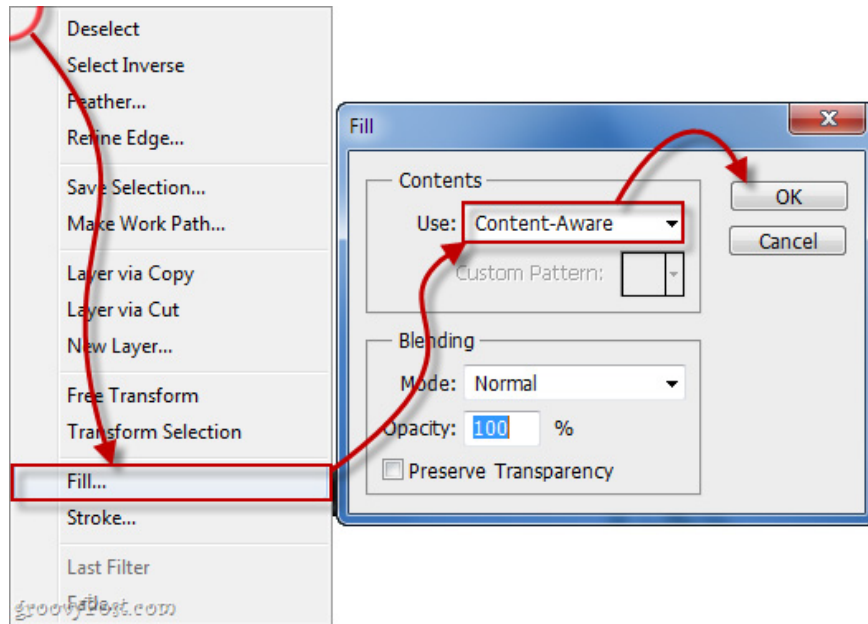 Deselect
Select Inverse
Feather...
Refine Edge...
Save Selection...
Make Work Path...
Layer via Copy
Layer via Cut
New Layer...
Free Transform
Transform Selection
Fill...
Stroke...
Last Filter
Fade...
groovyPost.com
Fill
Contents
Use: Content-Aware
Custom Pattern:
OK
Cancel
Blending
Mode: Normal
Opacity: 100 %
Preserve Transparency